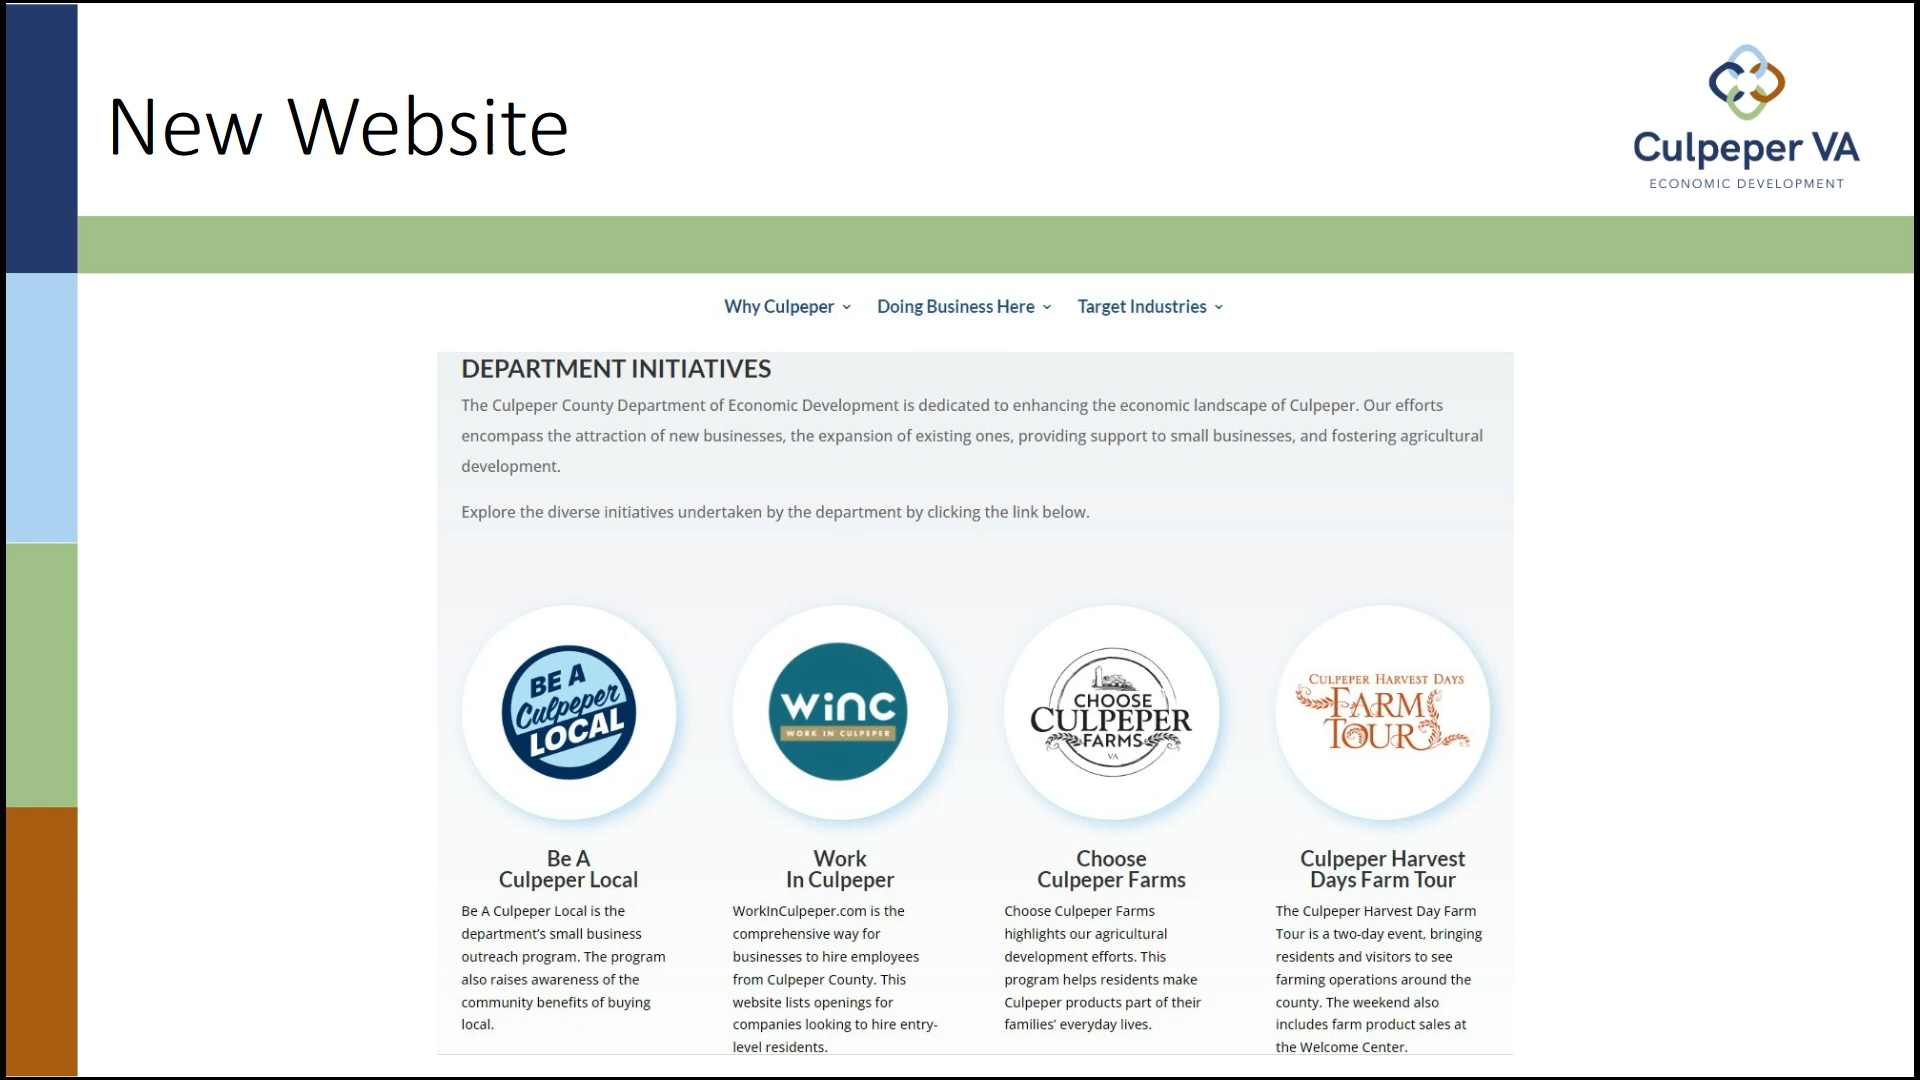 New Website
Culpeper VA
ECONOMIC DEVELOPMENT
Why Culpeper Doing Business Here Target Industries
DEPARTMENT INITIATIVES
The Culpeper County Department of Economic Development is dedicated to enhancing the economic landscape of Culpeper. Our efforts
encompass the attraction of new businesses, the expansion of existing ones, providing support to small businesses, and fostering agricultural
development.
Explore the diverse initiatives undertaken by the department by clicking the link below.
BE A
Culpeper
LOCAL
winc
WORK IN CULPEPER
CHOOSE
CULPEPER
FARMS
VA
CULPEPER HARVEST DAYS
FARM
TOUR
Be A
Culpeper Local
Be A Culpeper Local is the
department's small business
outreach program. The program
also raises awareness of the
community benefits of buying
local.
Work
In Culpeper
WorkInCulpeper.com is the
comprehensive way for
businesses to hire employees
from Culpeper County. This
website lists openings for
companies looking to hire entry-
level residents.
Choose
Culpeper Farms
Choose Culpeper Farms
highlights our agricultural
development efforts. This
program helps residents make
Culpeper products part of their
families' everyday lives.
Culpeper Harvest
Days Farm Tour
The Culpeper Harvest Day Farm
Tour is a two-day event, bringing
residents and visitors to see
farming operations around the
county. The weekend also
includes farm product sales at
the Welcome Center.